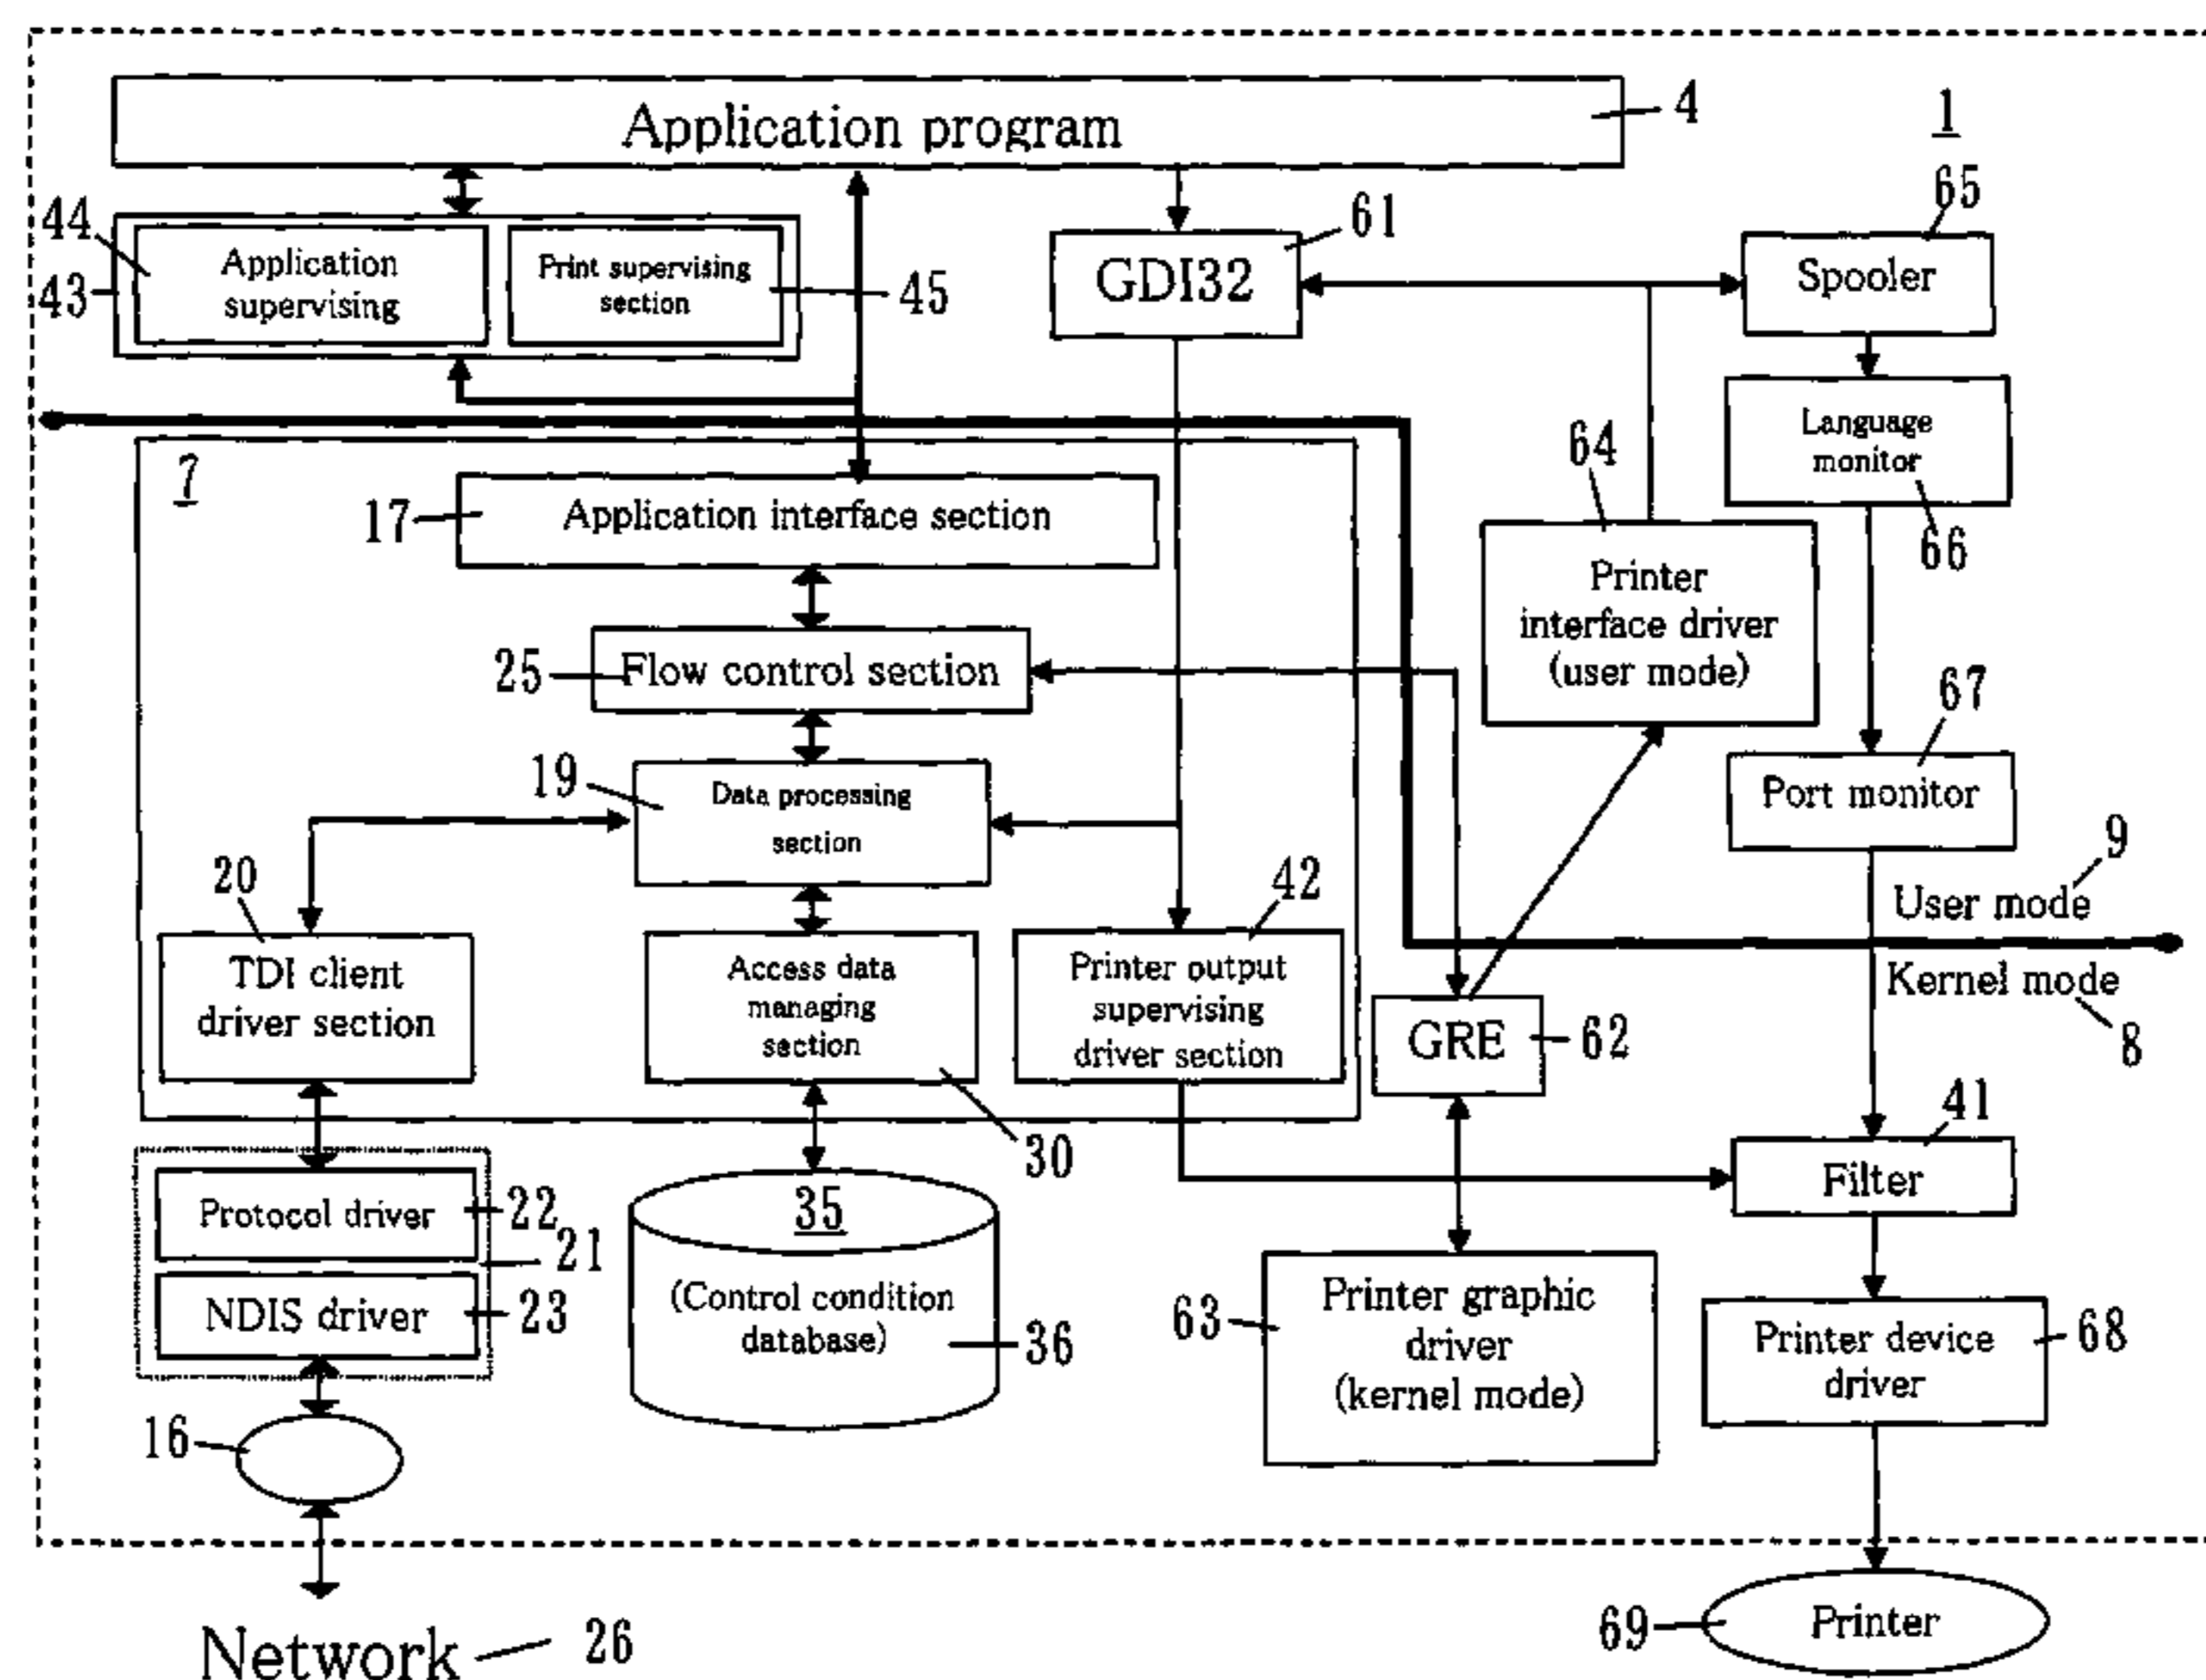 Application program
4
1
65
44
43
Application
supervising
Print supervising
section
45
61
GDI32
Spooler
Language
monitor
66
64
7
17
Application interface section
Printer
interface driver
(user mode)
25
Flow control section
67
Port monitor
19
Data processing
section
9
User mode
Kernel mode
8
20
TDI client
driver section
Access data
managing
section
30
42
Printer output
supervising
driver section
GRE
62
41
Filter
Protocol driver
22
21
NDIS driver
23
35
(Control condition
database)
36
63
Printer graphic
driver
(kernel mode)
Printer device
driver
68
16
Network
26
69
Printer